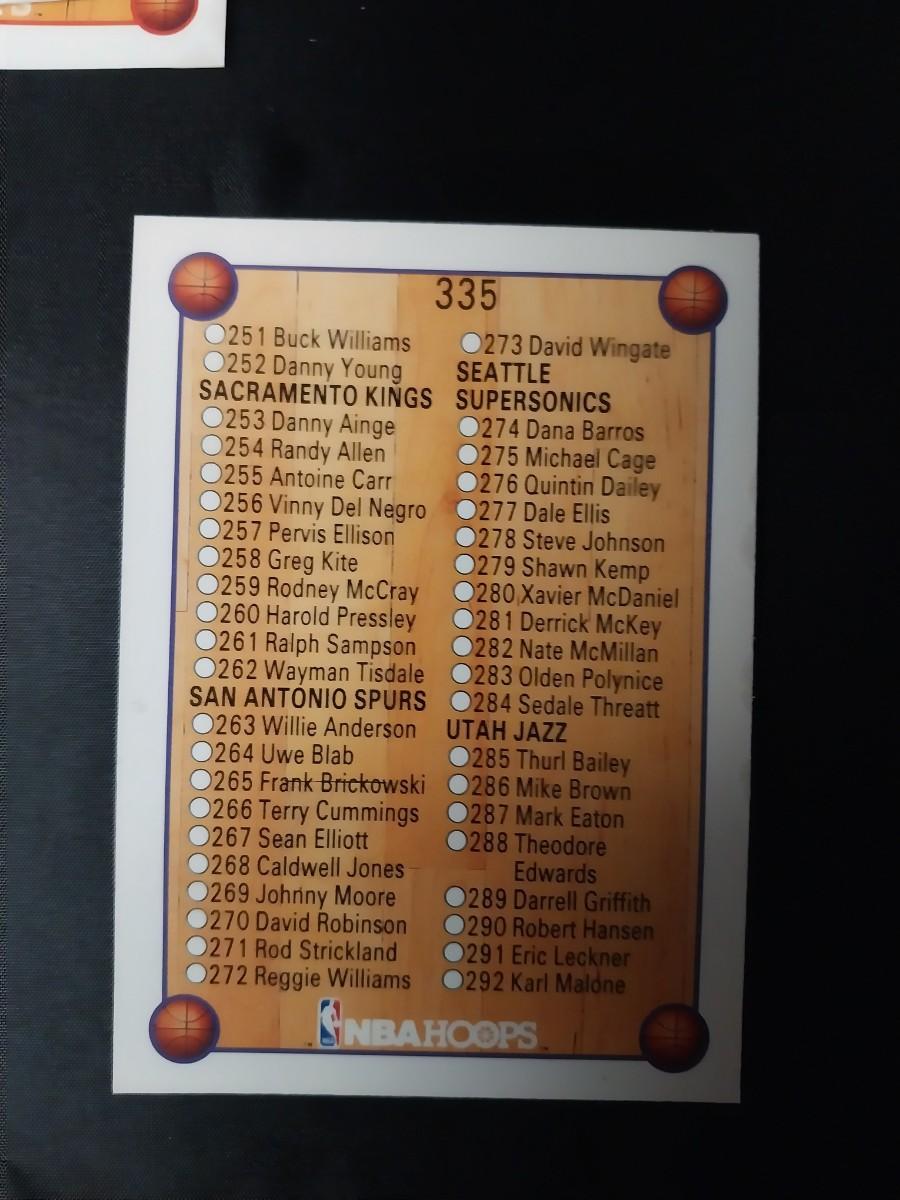 335
251 Buck Williams
252 Danny Young
SACRAMENTO KINGS
253 Danny Ainge
254 Randy Allen
255 Antoine Carr
256 Vinny Del Negro
257 Pervis Ellison
258 Greg Kite
259 Rodney McCray
260 Harold Pressley
261 Ralph Sampson
262 Wayman Tisdale
SAN ANTONIO SPURS
263 Willie Anderson
264 Uwe Blab
265 Frank Brickowski
266 Terry Cummings
267 Sean Elliott
268 Caldwell Jones
269 Johnny Moore
270 David Robinson
271 Rod Strickland
272 Reggie Williams
273 David Wingate
SEATTLE
SUPERSONICS
274 Dana Barros
275 Michael Cage
276 Quintin Dailey
277 Dale Ellis
278 Steve Johnson
279 Shawn Kemp
280 Xavier McDaniel
281 Derrick McKey
282 Nate McMillan
283 Olden Polynice
284 Sedale Threatt
UTAH JAZZ
285 Thurl Bailey
286 Mike Brown
287 Mark Eaton
288 Theodore
Edwards
289 Darrell Griffith
290 Robert Hansen
291 Eric Leckner
292 Karl Malone
NBA HOOPS